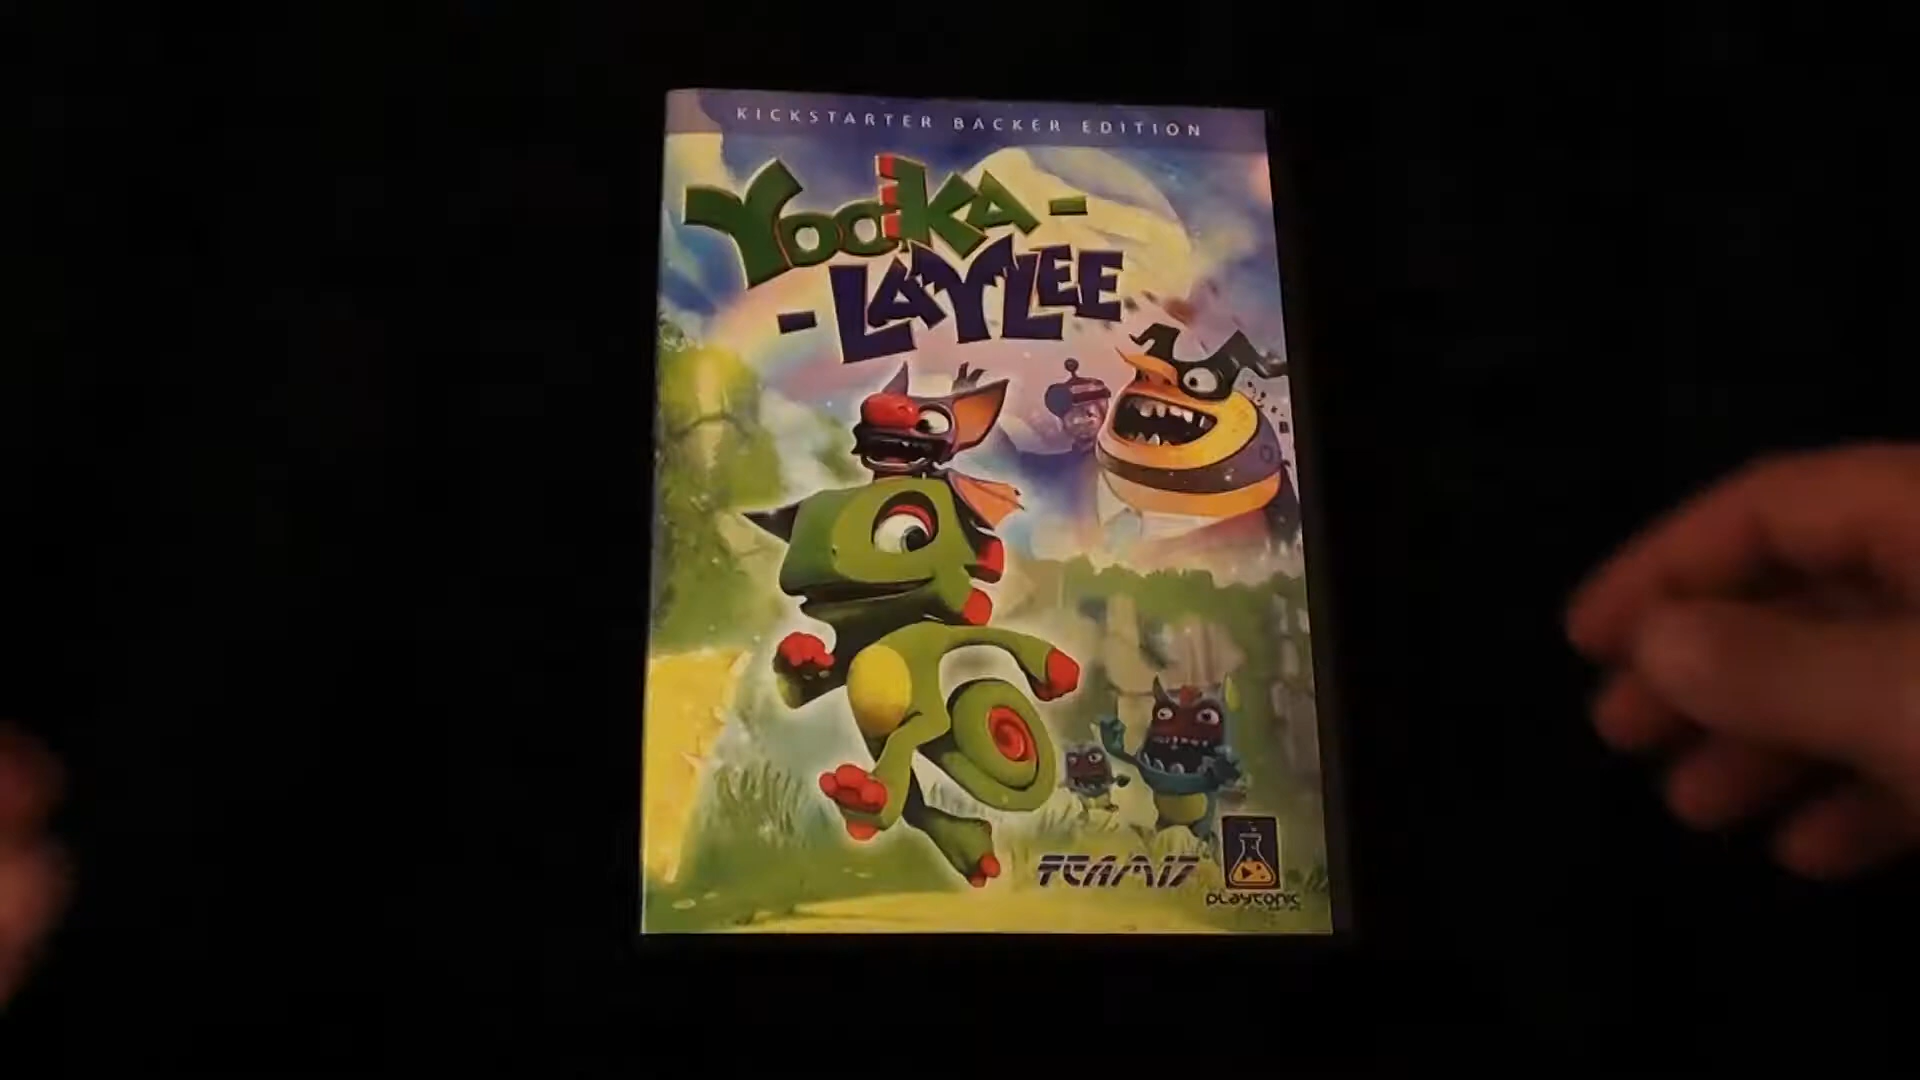 KICKSTARTER BACKER EDITION
YOOKA-
-LAYLEE
TEAM17
playtonic